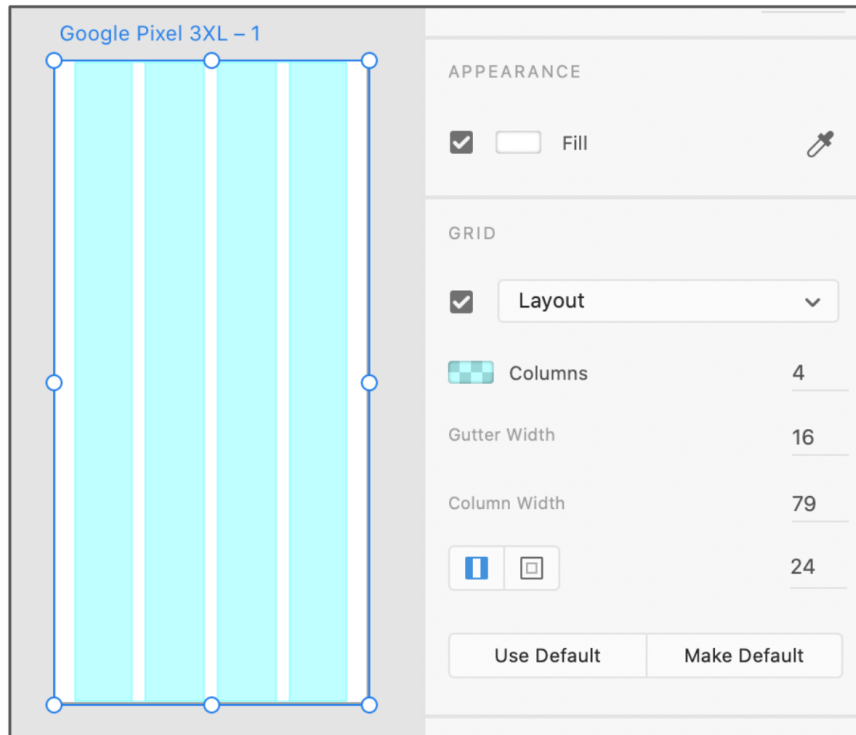 Google Pixel 3XL – 1
APPEARANCE
Fill
GRID
Layout
Columns 4
Gutter Width 16
Column Width 79
24
Use Default Make Default